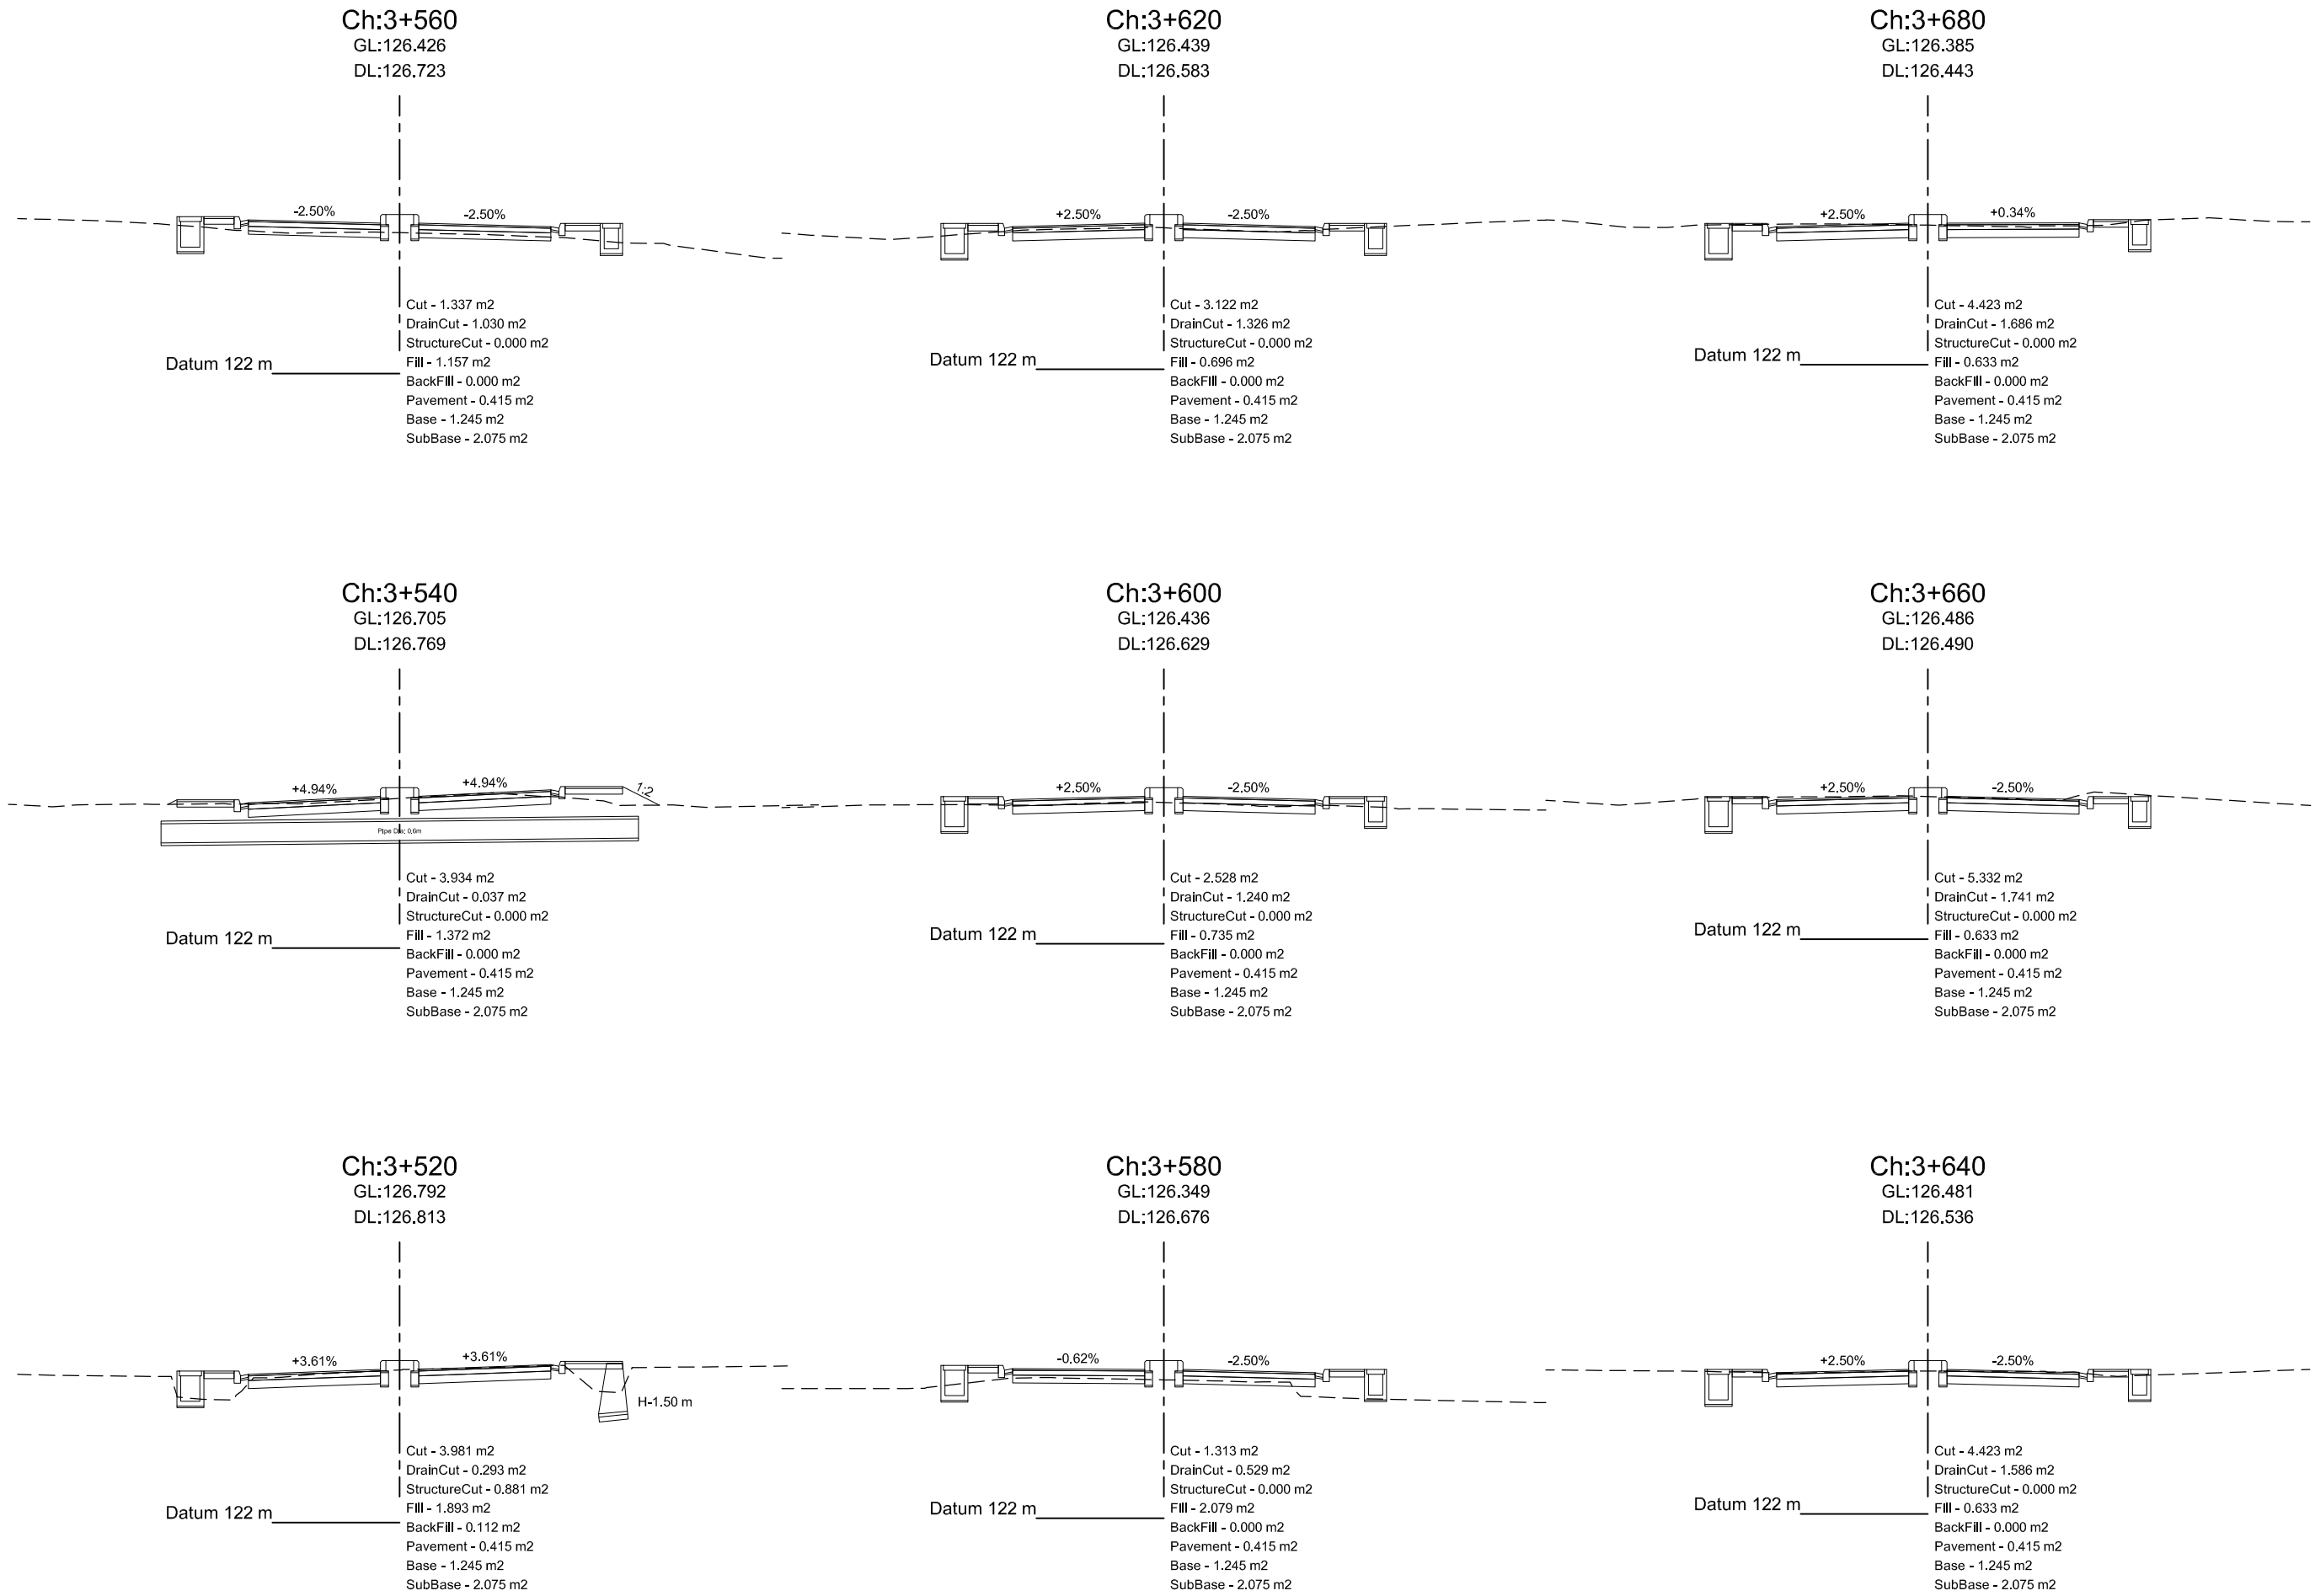 Ch:3+560
GL:126.426
DL:126.723
-2.50%
-2.50%
Cut - 1.337 m2
DrainCut - 1.030 m2
StructureCut - 0.000 m2
Datum 122 m
Fill - 1.157 m2
BackFill - 0.000 m2
Pavement - 0.415 m2
Base - 1.245 m2
SubBase - 2.075 m2
Ch:3+620
GL:126.439
DL:126.583
+2.50%
-2.50%
Cut - 3.122 m2
DrainCut - 1.326 m2
StructureCut - 0.000 m2
Datum 122 m
Fill - 0.696 m2
BackFill - 0.000 m2
Pavement - 0.415 m2
Base - 1.245 m2
SubBase - 2.075 m2
Ch:3+680
GL:126.385
DL:126.443
+2.50%
+0.34%
Cut - 4.423 m2
DrainCut - 1.686 m2
StructureCut - 0.000 m2
Datum 122 m
Fill - 0.633 m2
BackFill - 0.000 m2
Pavement - 0.415 m2
Base - 1.245 m2
SubBase - 2.075 m2
Ch:3+540
GL:126.705
DL:126.769
+4.94%
+4.94%
1:2
Pipe Dia: 0.6m
Cut - 3.934 m2
DrainCut - 0.037 m2
StructureCut - 0.000 m2
Datum 122 m
Fill - 1.372 m2
BackFill - 0.000 m2
Pavement - 0.415 m2
Base - 1.245 m2
SubBase - 2.075 m2
Ch:3+600
GL:126.436
DL:126.629
+2.50%
-2.50%
Cut - 2.528 m2
DrainCut - 1.240 m2
StructureCut - 0.000 m2
Datum 122 m
Fill - 0.735 m2
BackFill - 0.000 m2
Pavement - 0.415 m2
Base - 1.245 m2
SubBase - 2.075 m2
Ch:3+660
GL:126.486
DL:126.490
+2.50%
-2.50%
Cut - 5.332 m2
DrainCut - 1.741 m2
StructureCut - 0.000 m2
Datum 122 m
Fill - 0.633 m2
BackFill - 0.000 m2
Pavement - 0.415 m2
Base - 1.245 m2
SubBase - 2.075 m2
Ch:3+520
GL:126.792
DL:126.813
+3.61%
+3.61%
H-1.50 m
Cut - 3.981 m2
DrainCut - 0.293 m2
StructureCut - 0.881 m2
Datum 122 m
Fill - 1.893 m2
BackFill - 0.112 m2
Pavement - 0.415 m2
Base - 1.245 m2
SubBase - 2.075 m2
Ch:3+580
GL:126.349
DL:126.676
-0.62%
-2.50%
Cut - 1.313 m2
DrainCut - 0.529 m2
StructureCut - 0.000 m2
Datum 122 m
Fill - 2.079 m2
BackFill - 0.000 m2
Pavement - 0.415 m2
Base - 1.245 m2
SubBase - 2.075 m2
Ch:3+640
GL:126.481
DL:126.536
+2.50%
-2.50%
Cut - 4.423 m2
DrainCut - 1.586 m2
StructureCut - 0.000 m2
Datum 122 m
Fill - 0.633 m2
BackFill - 0.000 m2
Pavement - 0.415 m2
Base - 1.245 m2
SubBase - 2.075 m2